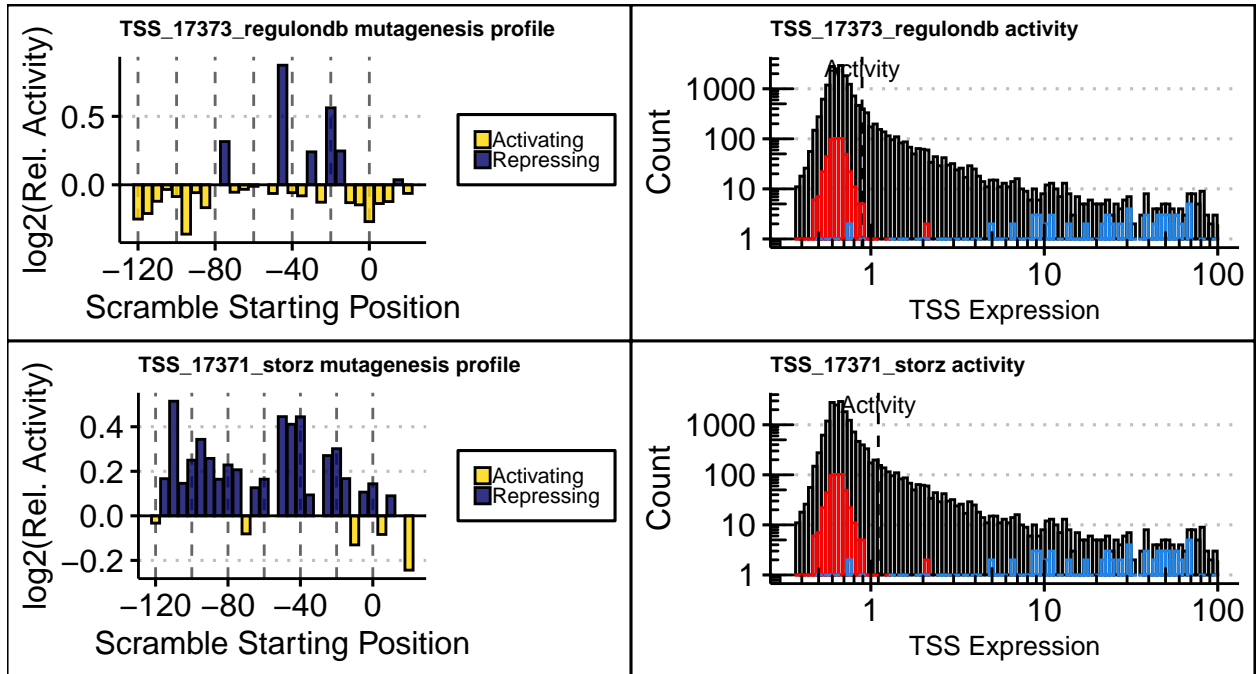 TSS_17373_regulondb mutagenesis profile
log2(Rel. Activity)
0.5
0.0
−120
−80
−40
0
Scramble Starting Position
Activating
Repressing
TSS_17373_regulondb activity
Activity
Count
1000
100
10
1
1
10
100
TSS Expression
TSS_17371_storz mutagenesis profile
log2(Rel. Activity)
0.4
0.2
0.0
−0.2
−120
−80
−40
0
Scramble Starting Position
Activating
Repressing
TSS_17371_storz activity
Activity
Count
1000
100
10
1
1
10
100
TSS Expression